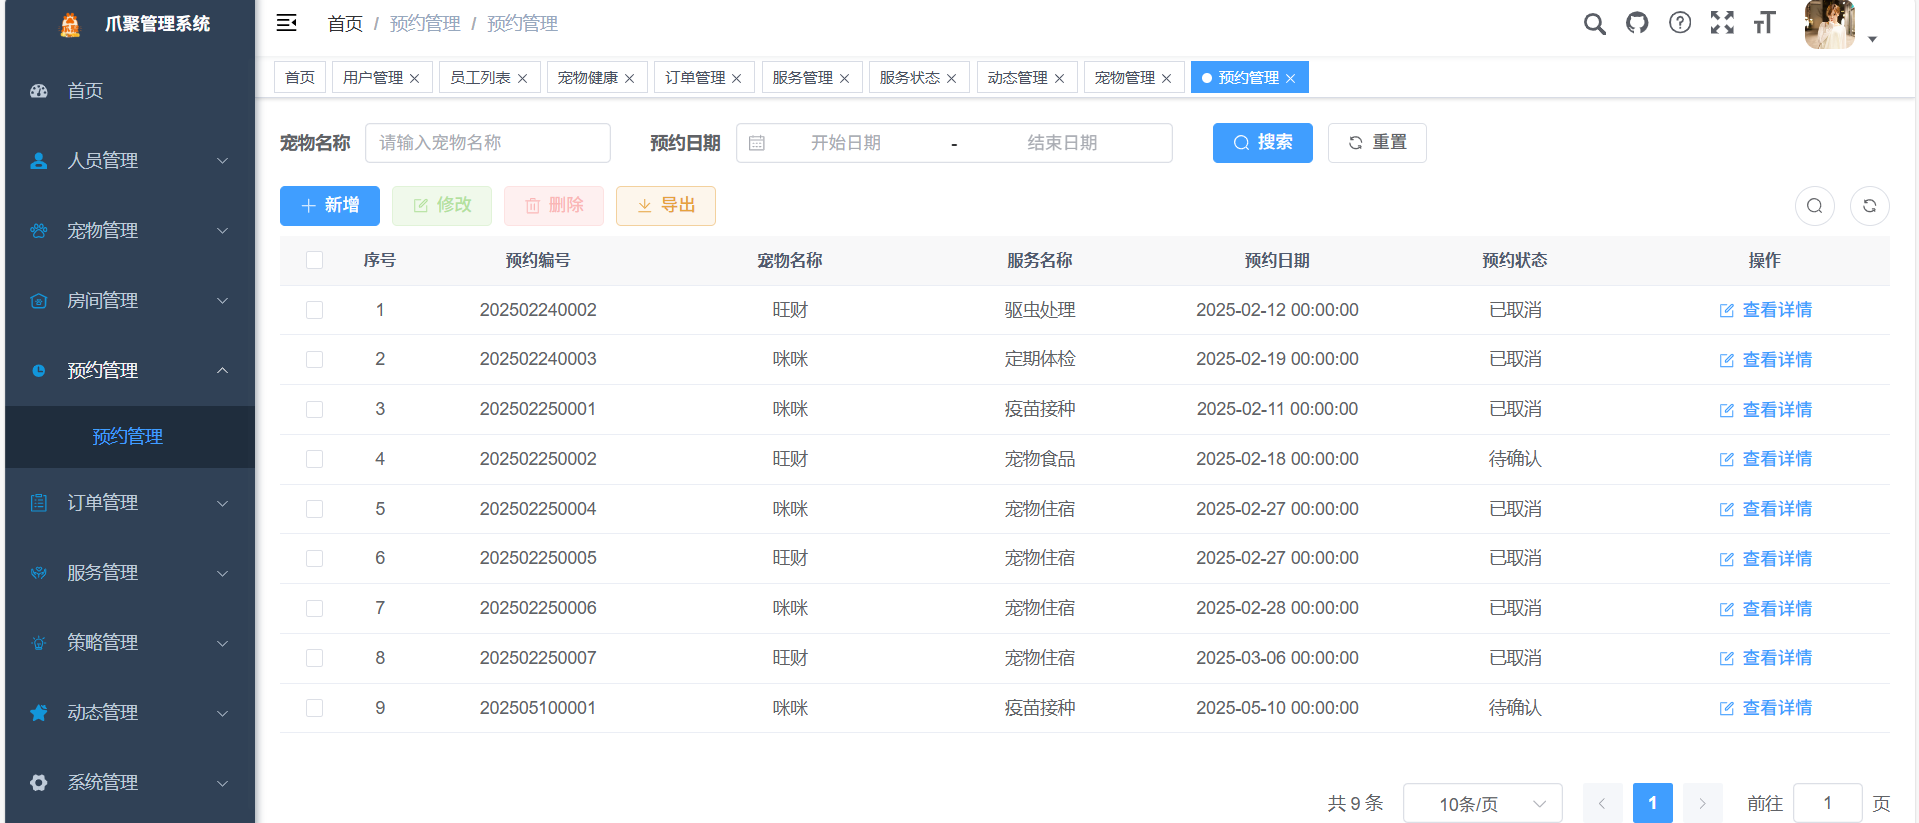 爪聚管理系统
首页 / 预约管理 / 预约管理
首页
用户管理
员工列表
宠物健康
订单管理
服务管理
服务状态
动态管理
宠物管理
预约管理
首页
人员管理
宠物管理
房间管理
预约管理
预约管理
订单管理
服务管理
策略管理
动态管理
系统管理
宠物名称 请输入宠物名称 预约日期 开始日期 - 结束日期 搜索 重置
新增 修改 删除 导出
序号 预约编号 宠物名称 服务名称 预约日期 预约状态 操作
1 202502240002 旺财 驱虫处理 2025-02-12 00:00:00 已取消 查看详情
2 202502240003 咪咪 定期体检 2025-02-19 00:00:00 已取消 查看详情
3 202502250001 咪咪 疫苗接种 2025-02-11 00:00:00 已取消 查看详情
4 202502250002 旺财 宠物食品 2025-02-18 00:00:00 待确认 查看详情
5 202502250004 咪咪 宠物住宿 2025-02-27 00:00:00 已取消 查看详情
6 202502250005 旺财 宠物住宿 2025-02-27 00:00:00 已取消 查看详情
7 202502250006 咪咪 宠物住宿 2025-02-28 00:00:00 已取消 查看详情
8 202502250007 旺财 宠物住宿 2025-03-06 00:00:00 已取消 查看详情
9 202505100001 咪咪 疫苗接种 2025-05-10 00:00:00 待确认 查看详情
共 9 条 10条/页 1 前往 1 页